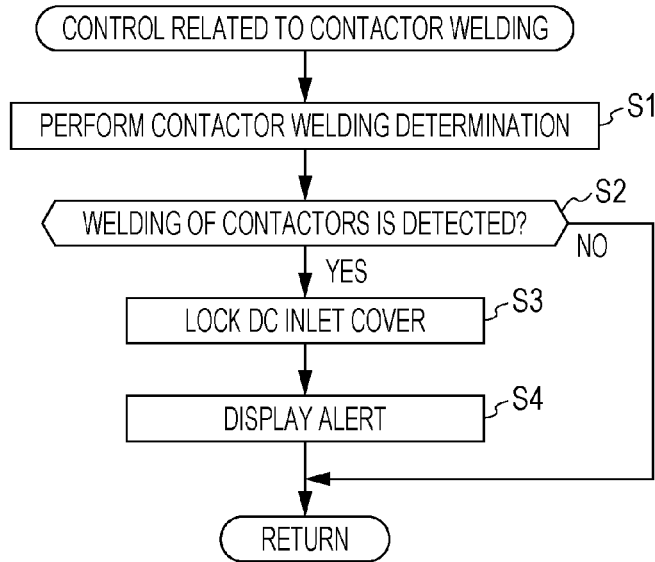 CONTROL RELATED TO CONTACTOR WELDING
PERFORM CONTACTOR WELDING DETERMINATION
S1
WELDING OF CONTACTORS IS DETECTED?
S2
NO
YES
LOCK DC INLET COVER
S3
DISPLAY ALERT
S4
RETURN